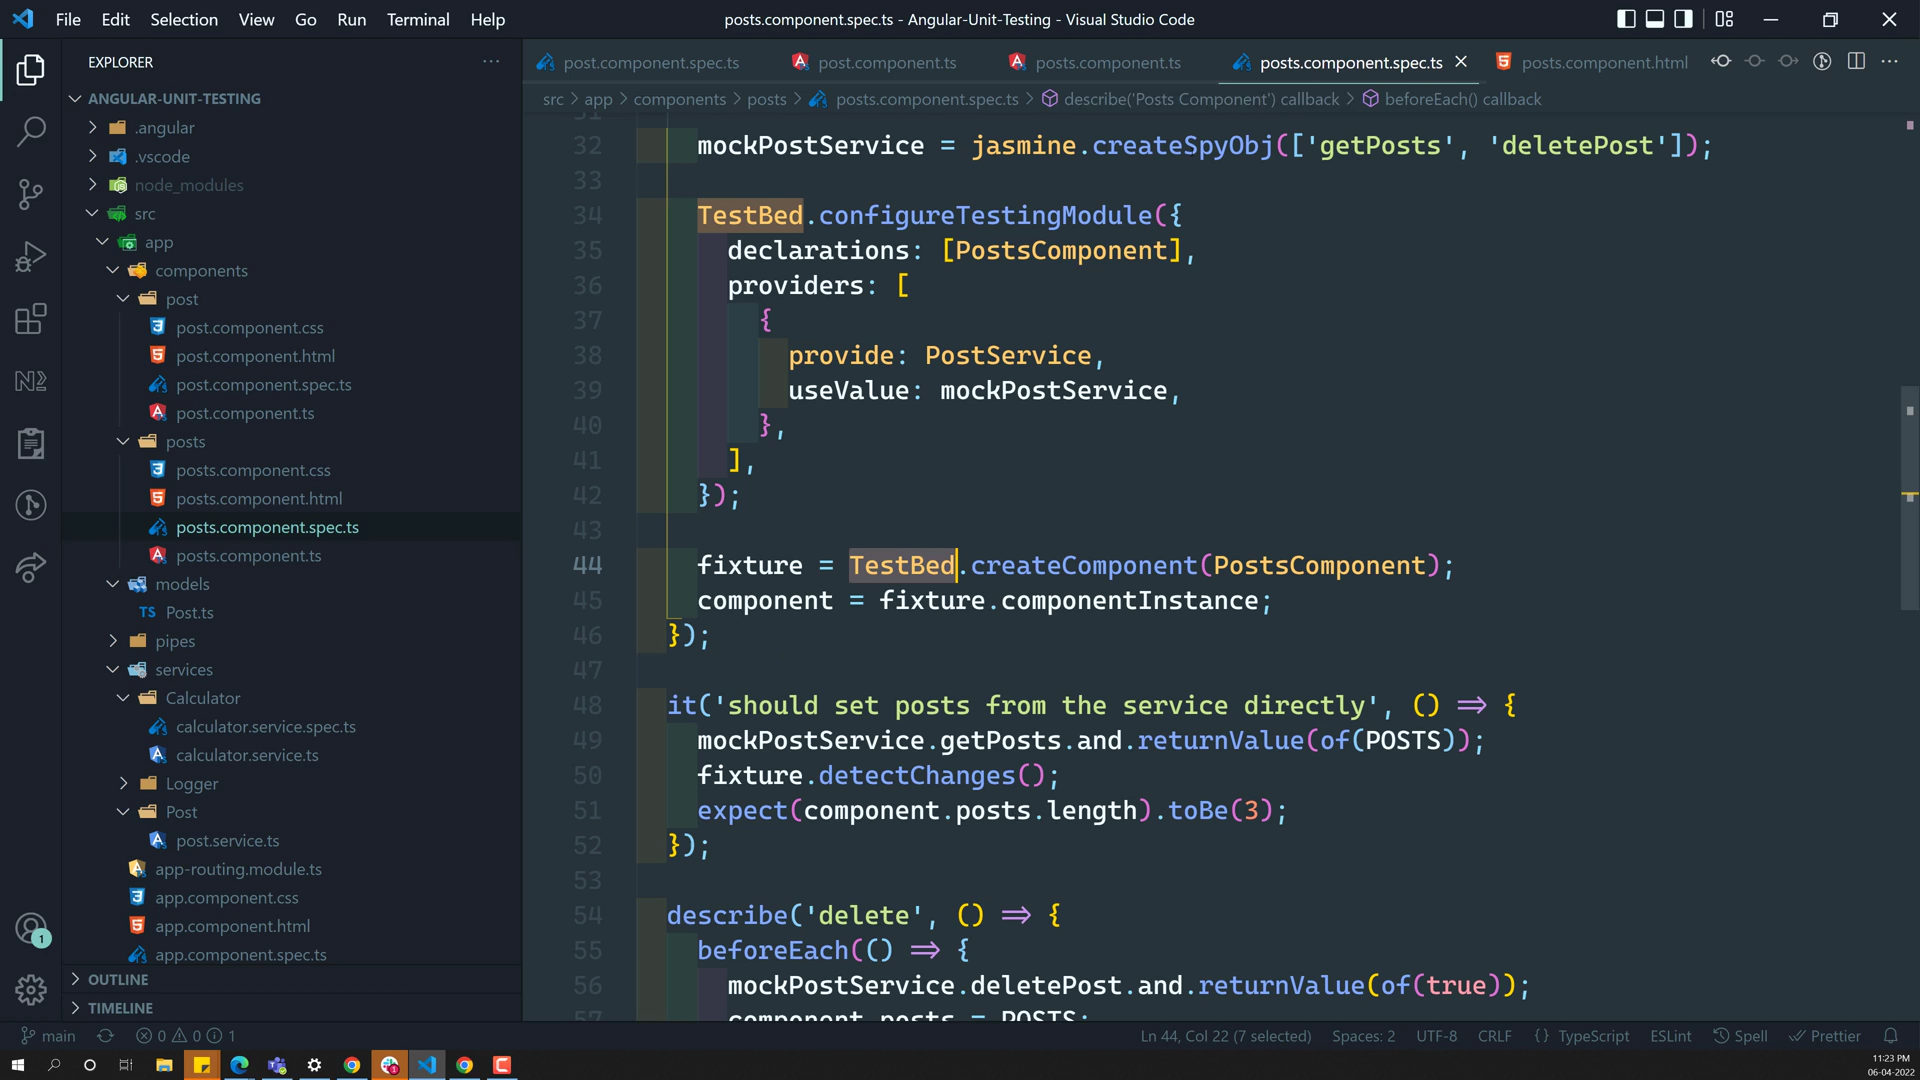 File Edit Selection View Go Run Terminal Help
posts.component.spec.ts - Angular-Unit-Testing - Visual Studio Code
EXPLORER
ANGULAR-UNIT-TESTING
.angular
.vscode
node_modules
src
app
components
post
post.component.css
post.component.html
post.component.spec.ts
post.component.ts
posts
posts.component.css
posts.component.html
posts.component.spec.ts
posts.component.ts
models
TS Post.ts
pipes
services
Calculator
calculator.service.spec.ts
calculator.service.ts
Logger
Post
post.service.ts
app-routing.module.ts
app.component.css
app.component.html
app.component.spec.ts
OUTLINE
TIMELINE
post.component.spec.ts post.component.ts posts.component.ts posts.component.spec.ts posts.component.html
src > app > components > posts > posts.component.spec.ts > describe('Posts Component') callback > beforeEach() callback
31
32 mockPostService = jasmine.createSpyObj(['getPosts', 'deletePost']);
33
34 TestBed.configureTestingModule({
35 declarations: [PostsComponent],
36 providers: [
37 {
38 provide: PostService,
39 useValue: mockPostService,
40 },
41 ],
42 });
43
44 fixture = TestBed.createComponent(PostsComponent);
45 component = fixture.componentInstance;
46 });
47
48 it('should set posts from the service directly', () => {
49 mockPostService.getPosts.and.returnValue(of(POSTS));
50 fixture.detectChanges();
51 expect(component.posts.length).toBe(3);
52 });
53
54 describe('delete', () => {
55 beforeEach(() => {
56 mockPostService.deletePost.and.returnValue(of(true));
57 component.posts = POSTS;
1
main 0 0 1
Ln 44, Col 22 (7 selected) Spaces: 2 UTF-8 CRLF {} TypeScript ESLint Spell Prettier
11:23 PM
06-04-2022